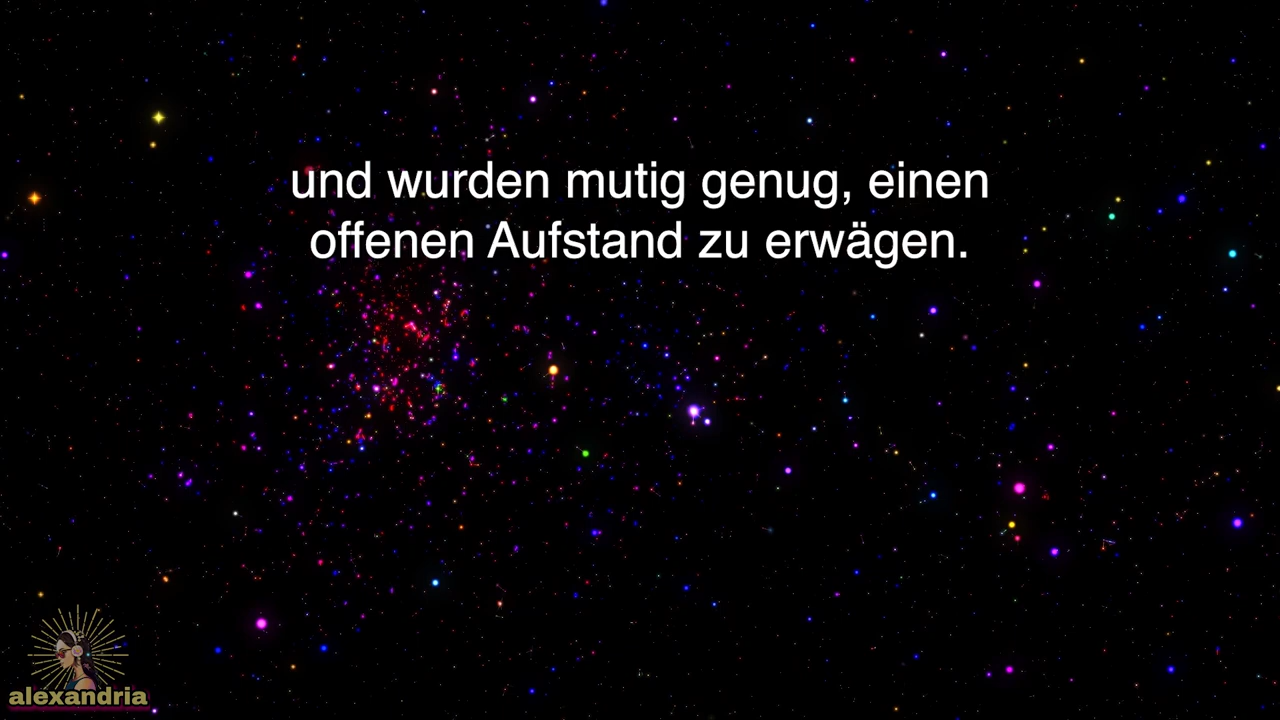 und wurden mutig genug, einen
offenen Aufstand zu erwägen.
alexandria